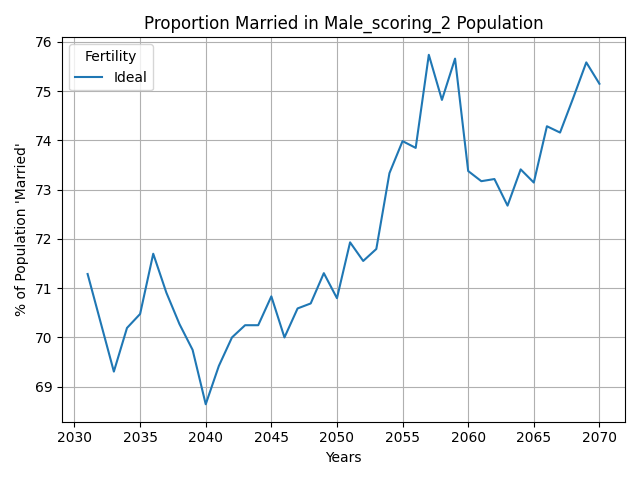 Proportion Married in Male_scoring_2 Population
76
75
74
73
72
71
70
69
% of Population 'Married'
Fertility
Ideal
2030 2035 2040 2045 2050 2055 2060 2065 2070
Years